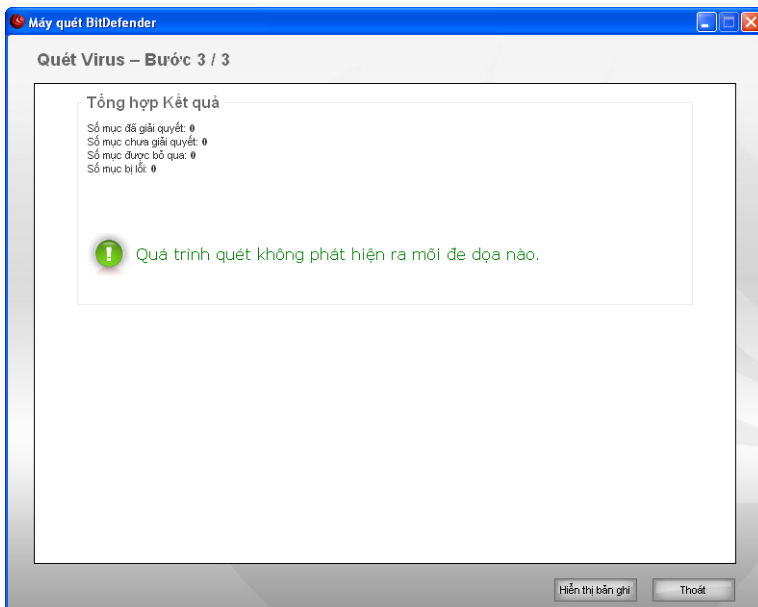 Máy quét BitDefender
Quét Virus – Bước 3 / 3
Tổng hợp Kết quả
Số mục đã giải quyết: 0
Số mục chưa giải quyết: 0
Số mục được bỏ qua: 0
Số mục bị lỗi: 0
Quá trình quét không phát hiện ra mối đe dọa nào.
Hiển thị bản ghi
Thoát